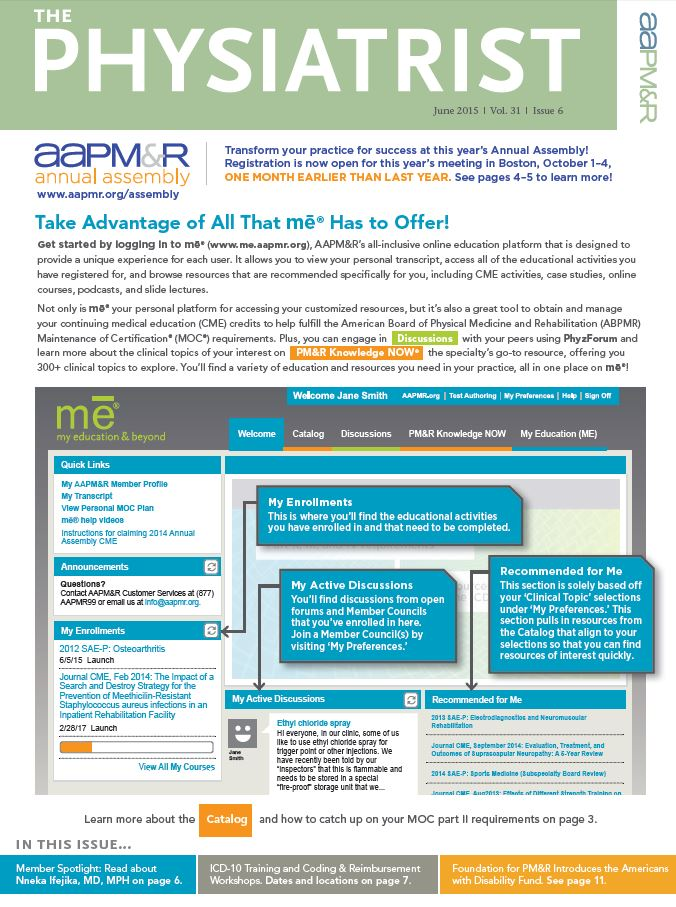 THE
PHYSIATRIST
June 2015 | Vol. 31 | Issue 6
aaPM&R
aaPM&R
annual assembly
www.aapmr.org/assembly
Transform your practice for success at this year's Annual Assembly!
Registration is now open for this year's meeting in Boston, October 1–4,
ONE MONTH EARLIER THAN LAST YEAR. See pages 4–5 to learn more!
Take Advantage of All That mē® Has to Offer!
Get started by logging in to mē® (www.me.aapmr.org), AAPM&R's all-inclusive online education platform that is designed to
provide a unique experience for each user. It allows you to view your personal transcript, access all of the educational activities you
have registered for, and browse resources that are recommended specifically for you, including CME activities, case studies, online
courses, podcasts, and slide lectures.
Not only is mē® your personal platform for accessing your customized resources, but it's also a great tool to obtain and manage
your continuing medical education (CME) credits to help fulfill the American Board of Physical Medicine and Rehabilitation (ABPMR)
Maintenance of Certification® (MOC®) requirements. Plus, you can engage in Discussions with your peers using PhyzForum and
learn more about the clinical topics of your interest on PM&R Knowledge NOW® the specialty's go-to resource, offering you
300+ clinical topics to explore. You'll find a variety of education and resources you need in your practice, all in one place on mē®!
mē®
my education & beyond
Welcome Jane Smith AAPMR.org | Test Authoring | My Preferences | Help | Sign Off
Welcome Catalog Discussions PM&R Knowledge NOW My Education (ME)
Quick Links
My AAPM&R Member Profile
My Transcript
View Personal MOC Plan
mē® help videos
Instructions for claiming 2014 Annual
Assembly CME
Announcements
Questions?
Contact AAPM&R Customer Services at (877)
AAPMR99 or email us at info@aapmr.org.
My Enrollments
2012 SAE-P: Osteoarthritis
6/5/15 Launch
Journal CME, Feb 2014: The Impact of a
Search and Destroy Strategy for the
Prevention of Meethicilin-Resistant
Staphylococcus aureus infections in an
Inpatient Rehabilitation Facility
2/28/17 Launch
View All My Courses
My Enrollments
This is where you'll find the educational activities
you have enrolled in and that need to be completed.
My Active Discussions
You'll find discussions from open
forums and Member Councils
that you've enrolled in here.
Join a Member Council(s) by
visiting 'My Preferences.'
Recommended for Me
This section is solely based off
your 'Clinical Topic' selections
under 'My Preferences.' This
section pulls in resources from
the Catalog that align to your
selections so that you can find
resources of interest quickly.
My Active Discussions
Jane
Smith
Ethyl chloride spray
Hi everyone, in our clinic, some of us
like to use ethyl chloride spray for
trigger point or other injections. We
have recently been told by our
"inspectors" that this is flammable and
needs to be stored in a special
"fire-proof" storage unit that we...
Recommended for Me
2013 SAE-P: Electrodiagnostics and Neuromuscular
Rehabilitation
Journal CME, September 2014: Evaluation, Treatment, and
Outcomes of Suprascapular Neuropathy: A 5-Year Review
2014 SAE-P: Sports Medicine (Subspecialty Board Review)
Journal CME, Aug2013: Effects of Different Strength Training on
Learn more about the Catalog and how to catch up on your MOC part II requirements on page 3.
IN THIS ISSUE...
Member Spotlight: Read about
Nneka Ifejika, MD, MPH on page 6.
ICD-10 Training and Coding & Reimbursement
Workshops. Dates and locations on page 7.
Foundation for PM&R Introduces the Americans
with Disability Fund. See page 11.